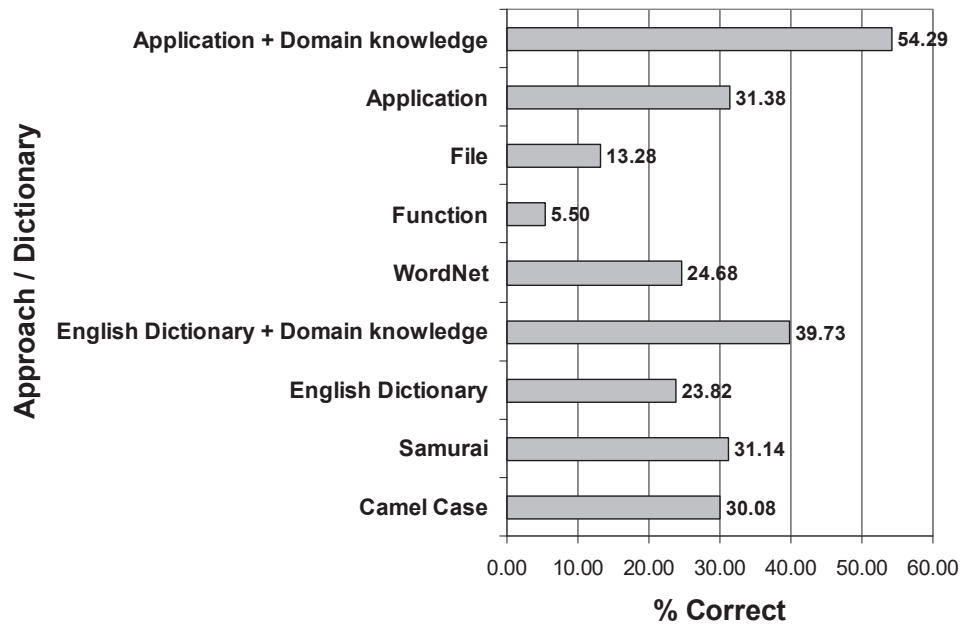 Application + Domain knowledge
54.29
Application
31.38
File
13.28
Function
5.50
WordNet
24.68
English Dictionary + Domain knowledge
39.73
English Dictionary
23.82
Samurai
31.14
Camel Case
30.08
0.00 10.00 20.00 30.00 40.00 50.00 60.00
% Correct
Approach / Dictionary